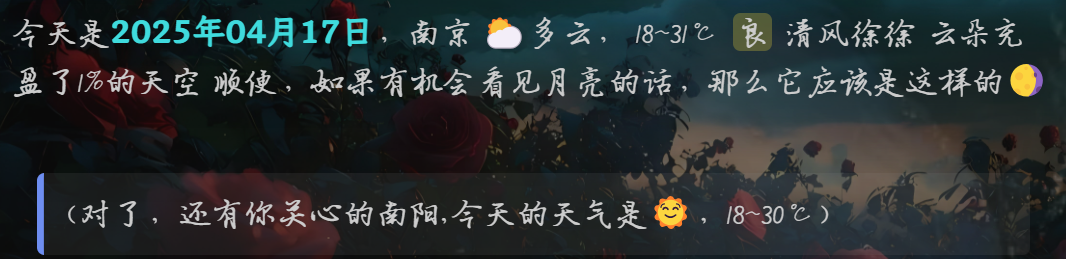 今天是2025年04月17日，南京 🌥️ 多云， 18~31℃ 良 清风徐徐 云朵充
盈了1%的天空 顺便，如果有机会看见月亮的话，那么它应该是这样的🌖
（对了，还有你关心的南阳,今天的天气是🌞，18~30℃）